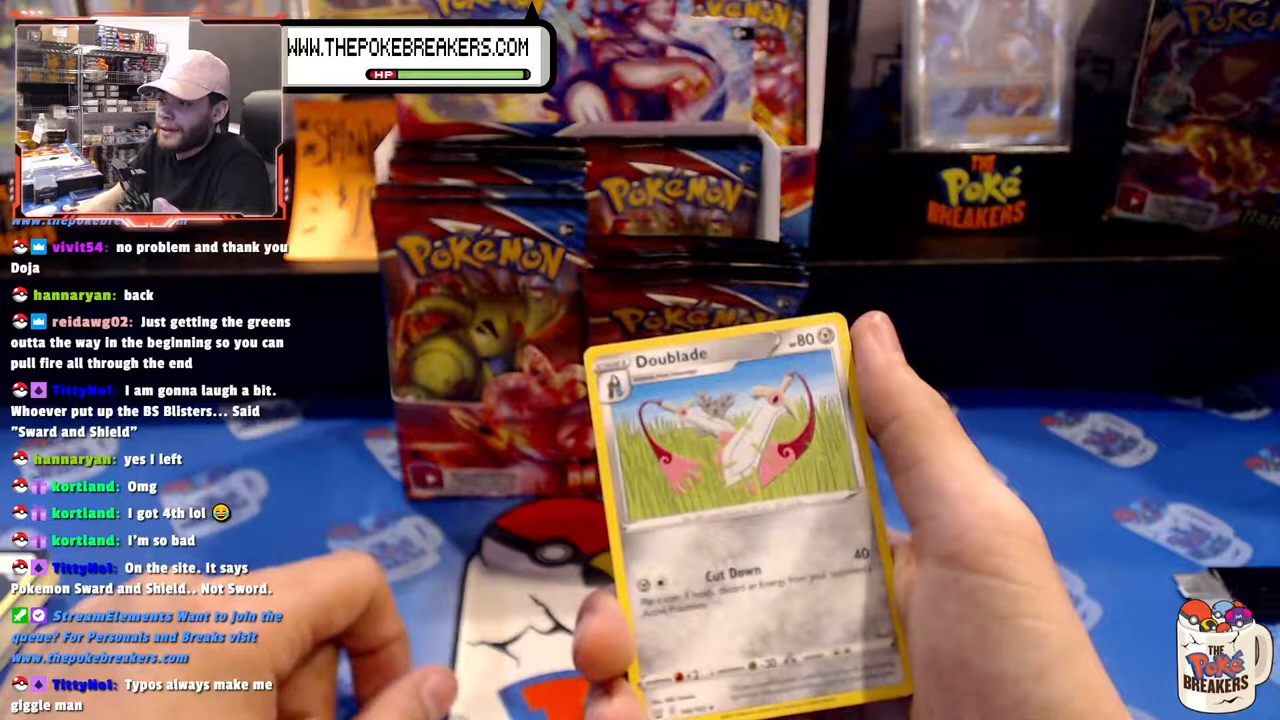 WWW.THEPOKEBREAKERS.COM
HP
vivit54: no problem and thank you
Doja
hannaryan: back
reidawg02: Just getting the greens
outta the way in the beginning so you can
pull fire all through the end
TittyNo1: I am gonna laugh a bit.
Whoever put up the BS Blisters... Said
"Sward and Shield"
hannaryan: yes I left
kortland: Omg
kortland: I got 4th lol 😂
kortland: I'm so bad
TittyNo1: On the site. It says
Pokemon Sward and Shield.. Not Sword.
StreamElements Want to join the
queue? For Personals and Breaks visit
www.thepokebreakers.com
TittyNo1: Typos always make me
giggle man
POKéMON
POKéMON
POKéMON
THE
Poké
BREAKERS
Doublade
80
Cut Down
40
THE
Poké
BREAKERS